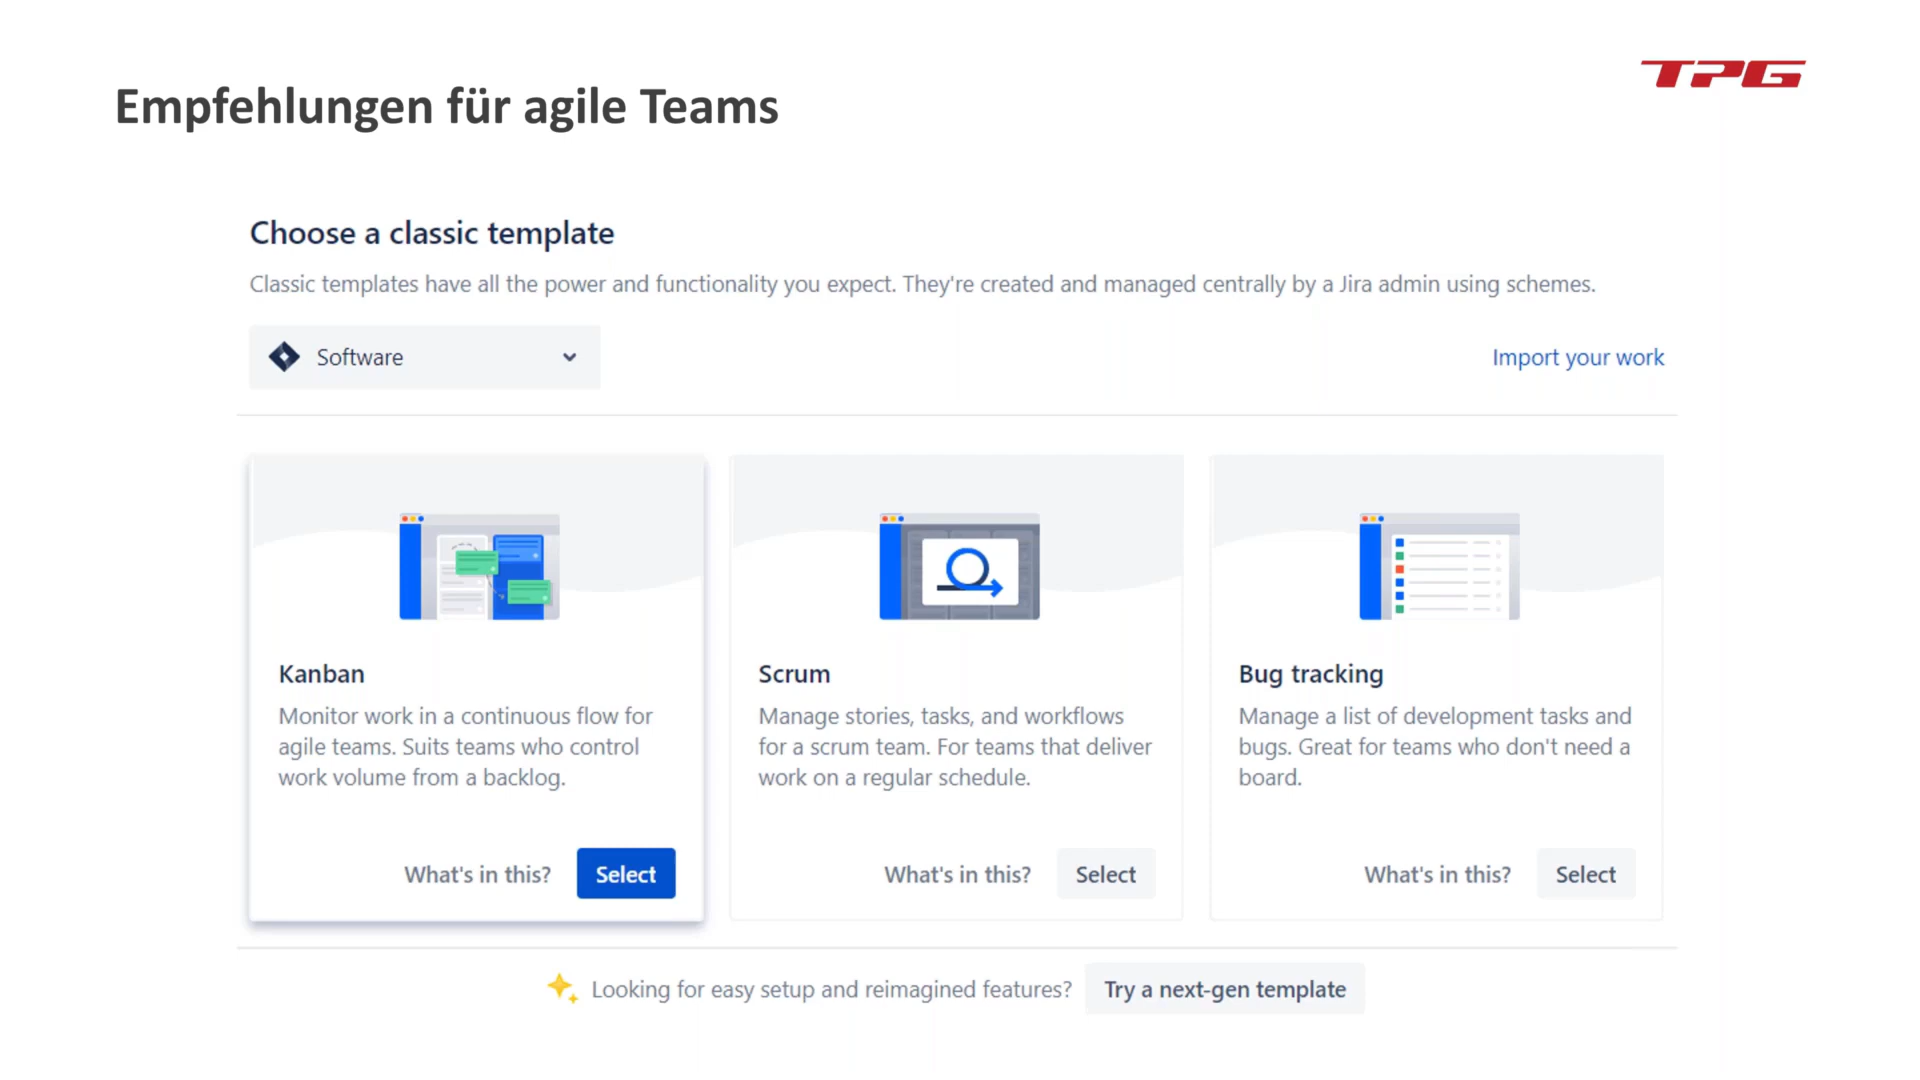 TPG
Empfehlungen für agile Teams
Choose a classic template
Classic templates have all the power and functionality you expect. They're created and managed centrally by a Jira admin using schemes.
Software
Import your work
Kanban
Monitor work in a continuous flow for
agile teams. Suits teams who control
work volume from a backlog.
What's in this?
Select
Scrum
Manage stories, tasks, and workflows
for a scrum team. For teams that deliver
work on a regular schedule.
What's in this?
Select
Bug tracking
Manage a list of development tasks and
bugs. Great for teams who don't need a
board.
What's in this?
Select
Looking for easy setup and reimagined features?
Try a next-gen template